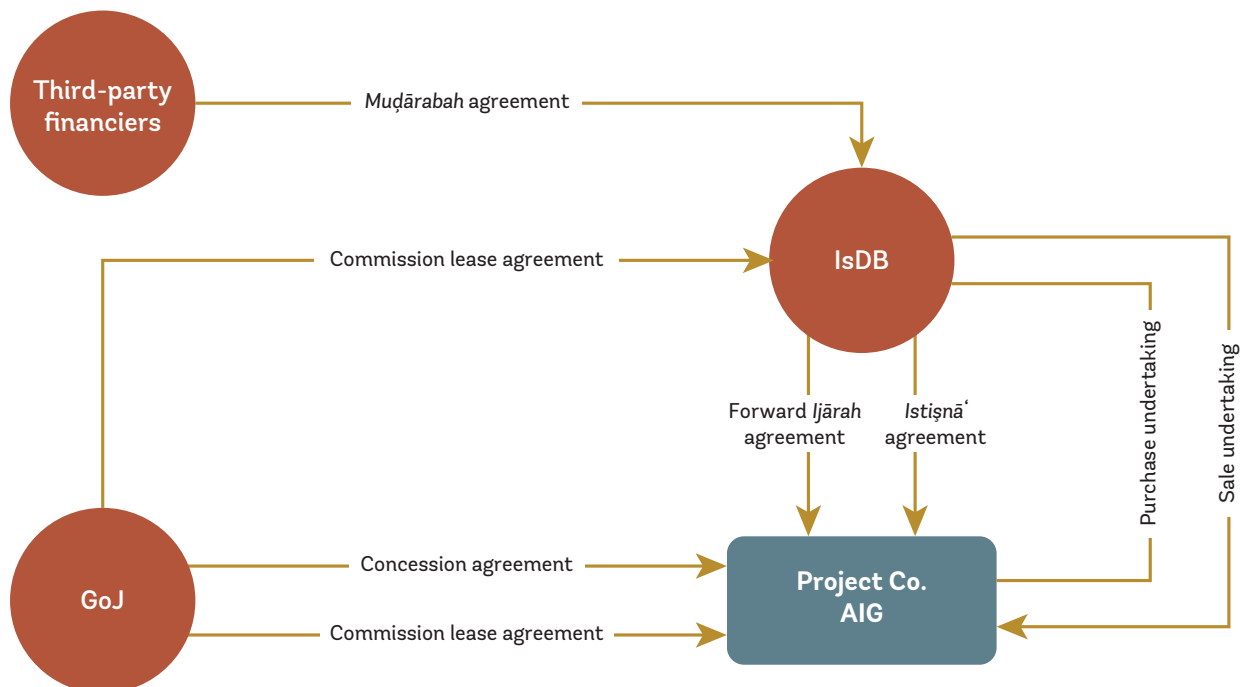 Third-party
financiers
Muḍārabah agreement
Commission lease agreement
IsDB
Forward Ijārah
agreement
Istiṣnā‘
agreement
Purchase undertaking
Sale undertaking
GoJ
Concession agreement
Commission lease agreement
Project Co.
AIG